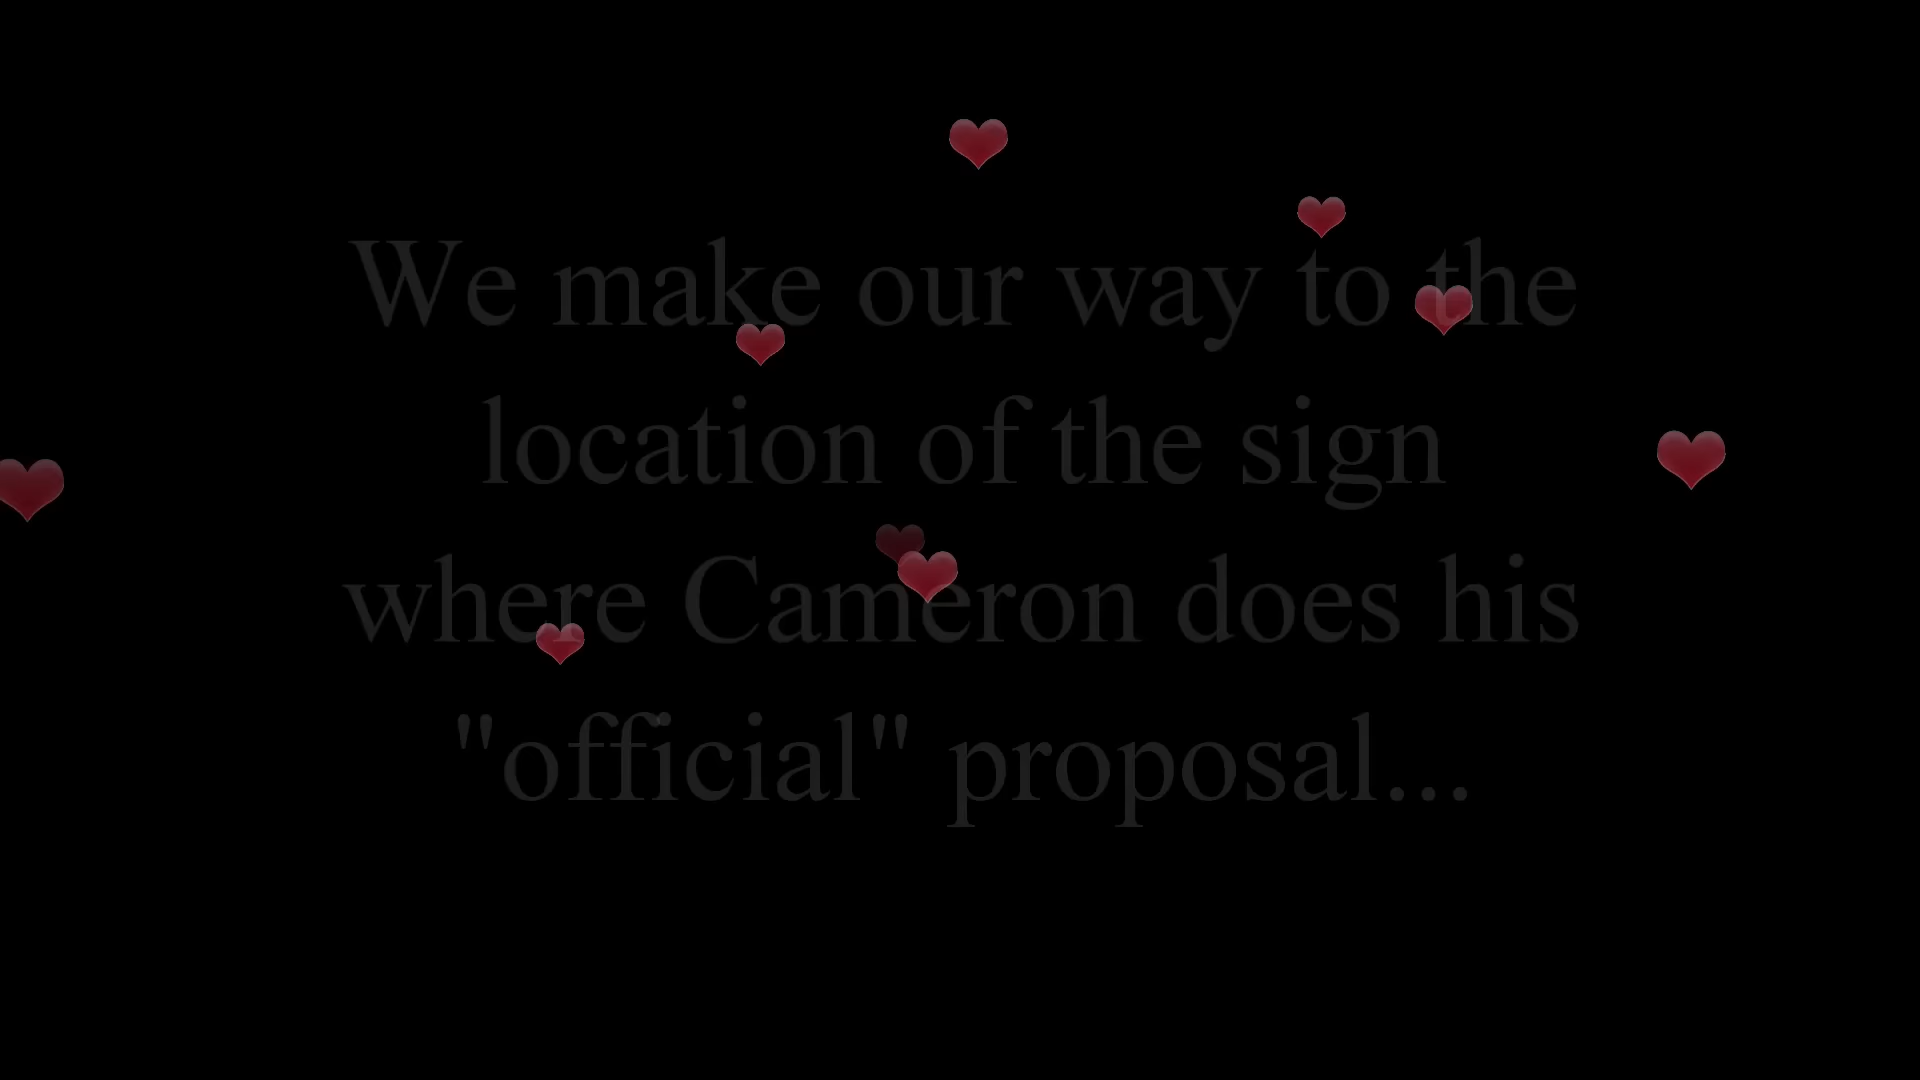 We make our way to the
location of the sign
where Cameron does his
"official" proposal...